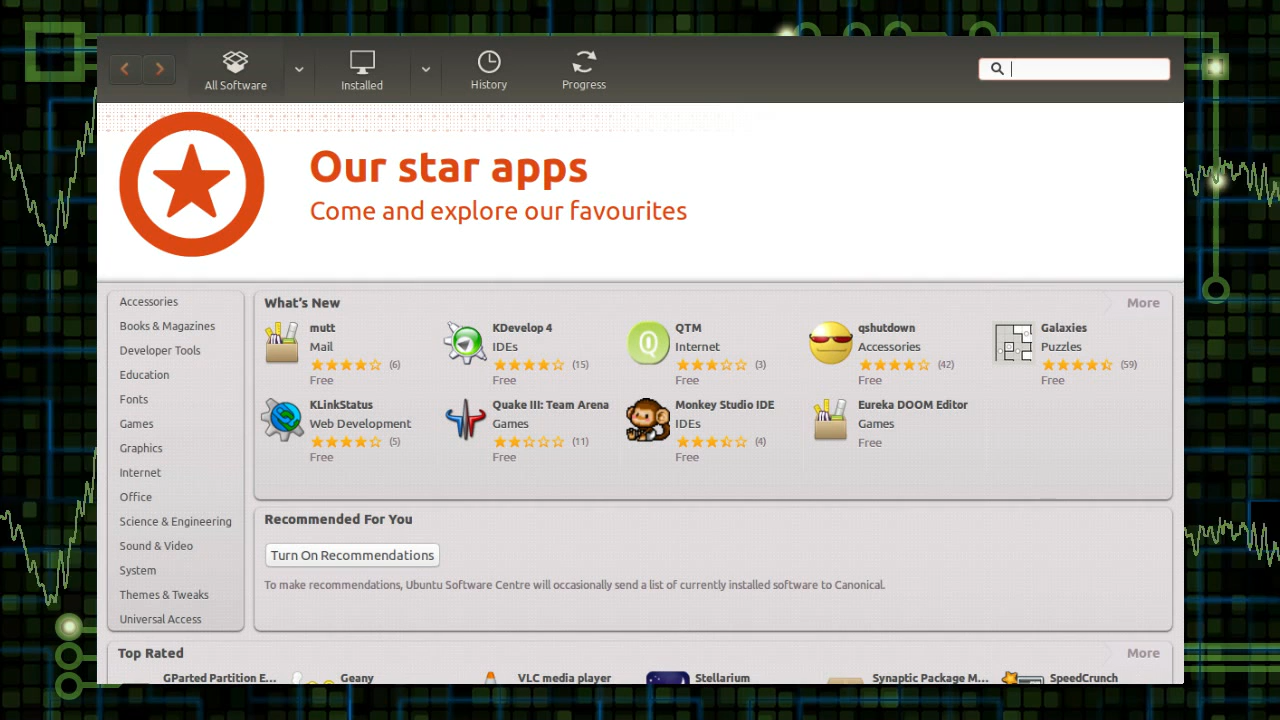 All Software
Installed
History
Progress
Our star apps
Come and explore our favourites
Accessories
Books & Magazines
Developer Tools
Education
Fonts
Games
Graphics
Internet
Office
Science & Engineering
Sound & Video
System
Themes & Tweaks
Universal Access
What's New
More
mutt
Mail
(6)
Free
KDevelop 4
IDEs
(15)
Free
QTM
Internet
(3)
Free
qshutdown
Accessories
(42)
Free
Galaxies
Puzzles
(59)
Free
KLinkStatus
Web Development
(5)
Free
Quake III: Team Arena
Games
(11)
Free
Monkey Studio IDE
IDEs
(4)
Free
Eureka DOOM Editor
Games
Free
Recommended For You
Turn On Recommendations
To make recommendations, Ubuntu Software Centre will occasionally send a list of currently installed software to Canonical.
Top Rated
More
GParted Partition E...
Geany
VLC media player
Stellarium
Synaptic Package M...
SpeedCrunch